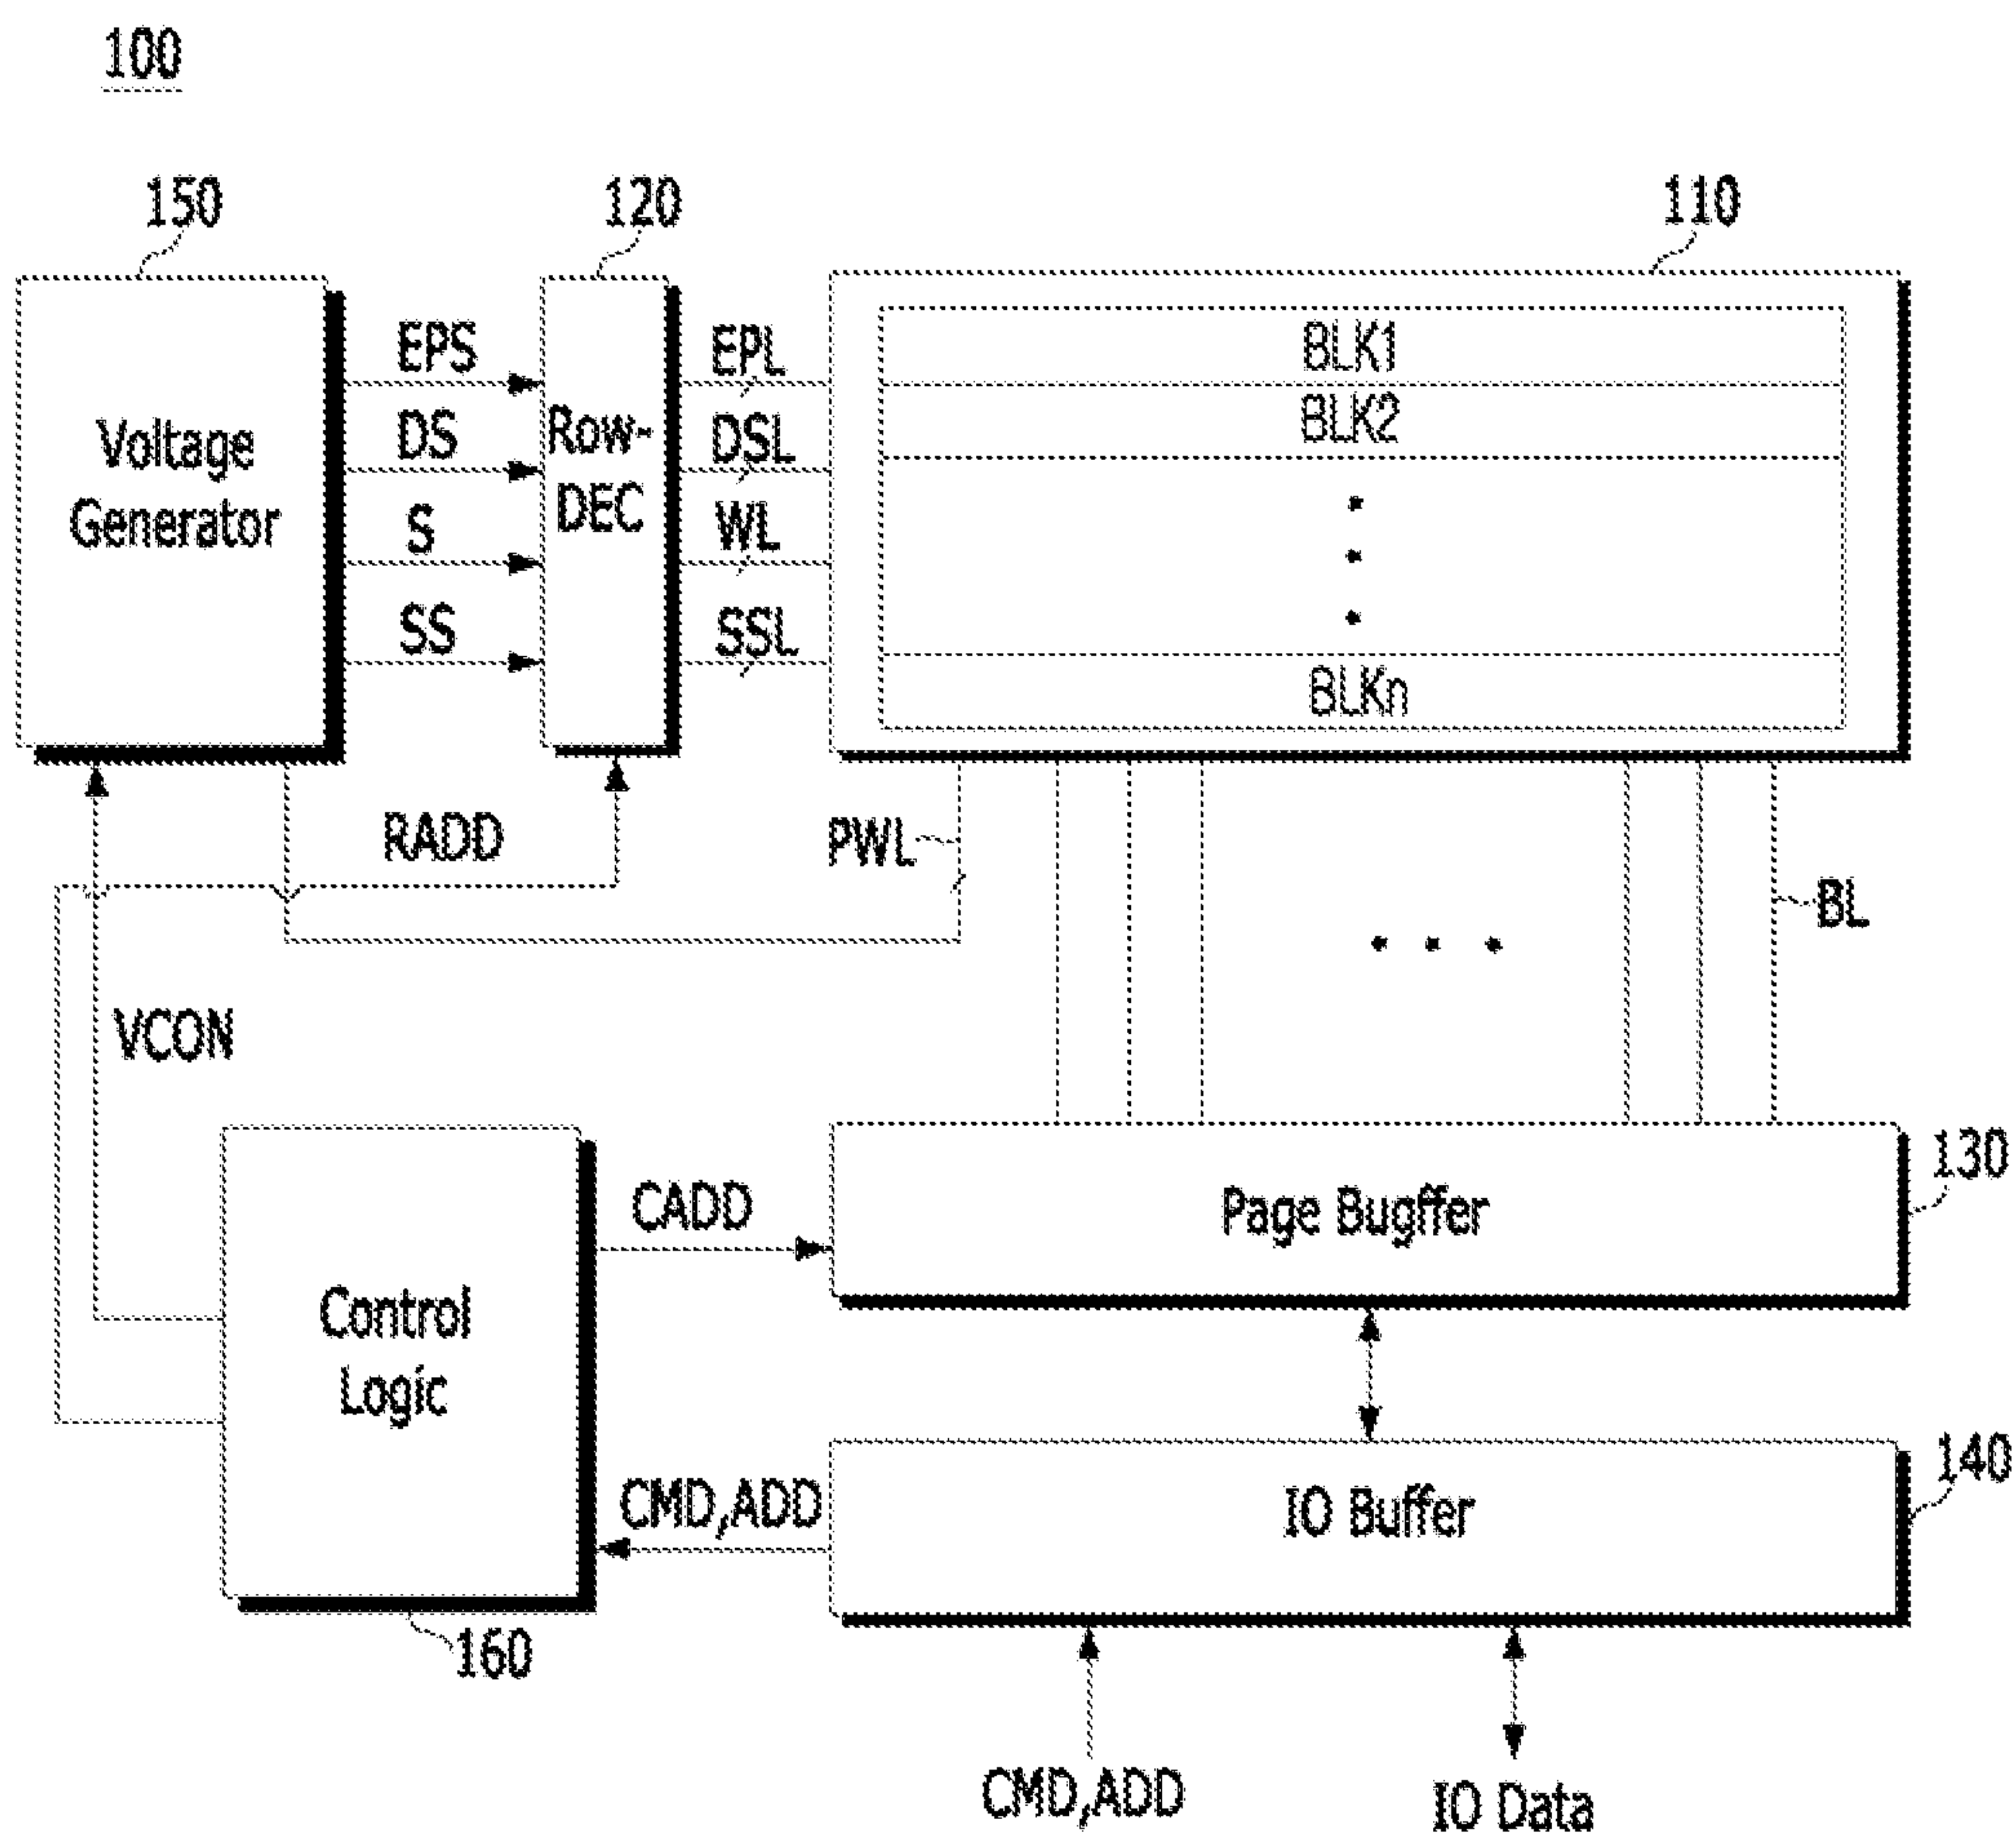 100
150
120
110
EPS
EPL
BLK1
DS
DSL
BLK2
Voltage
Generator
Row-
DEC
S
WL
SS
SSL
BLKn
RADD
PWL
BL
VCON
130
CADD
Page Bugffer
Control
Logic
140
CMD,ADD
IO Buffer
160
CMD,ADD
IO Data